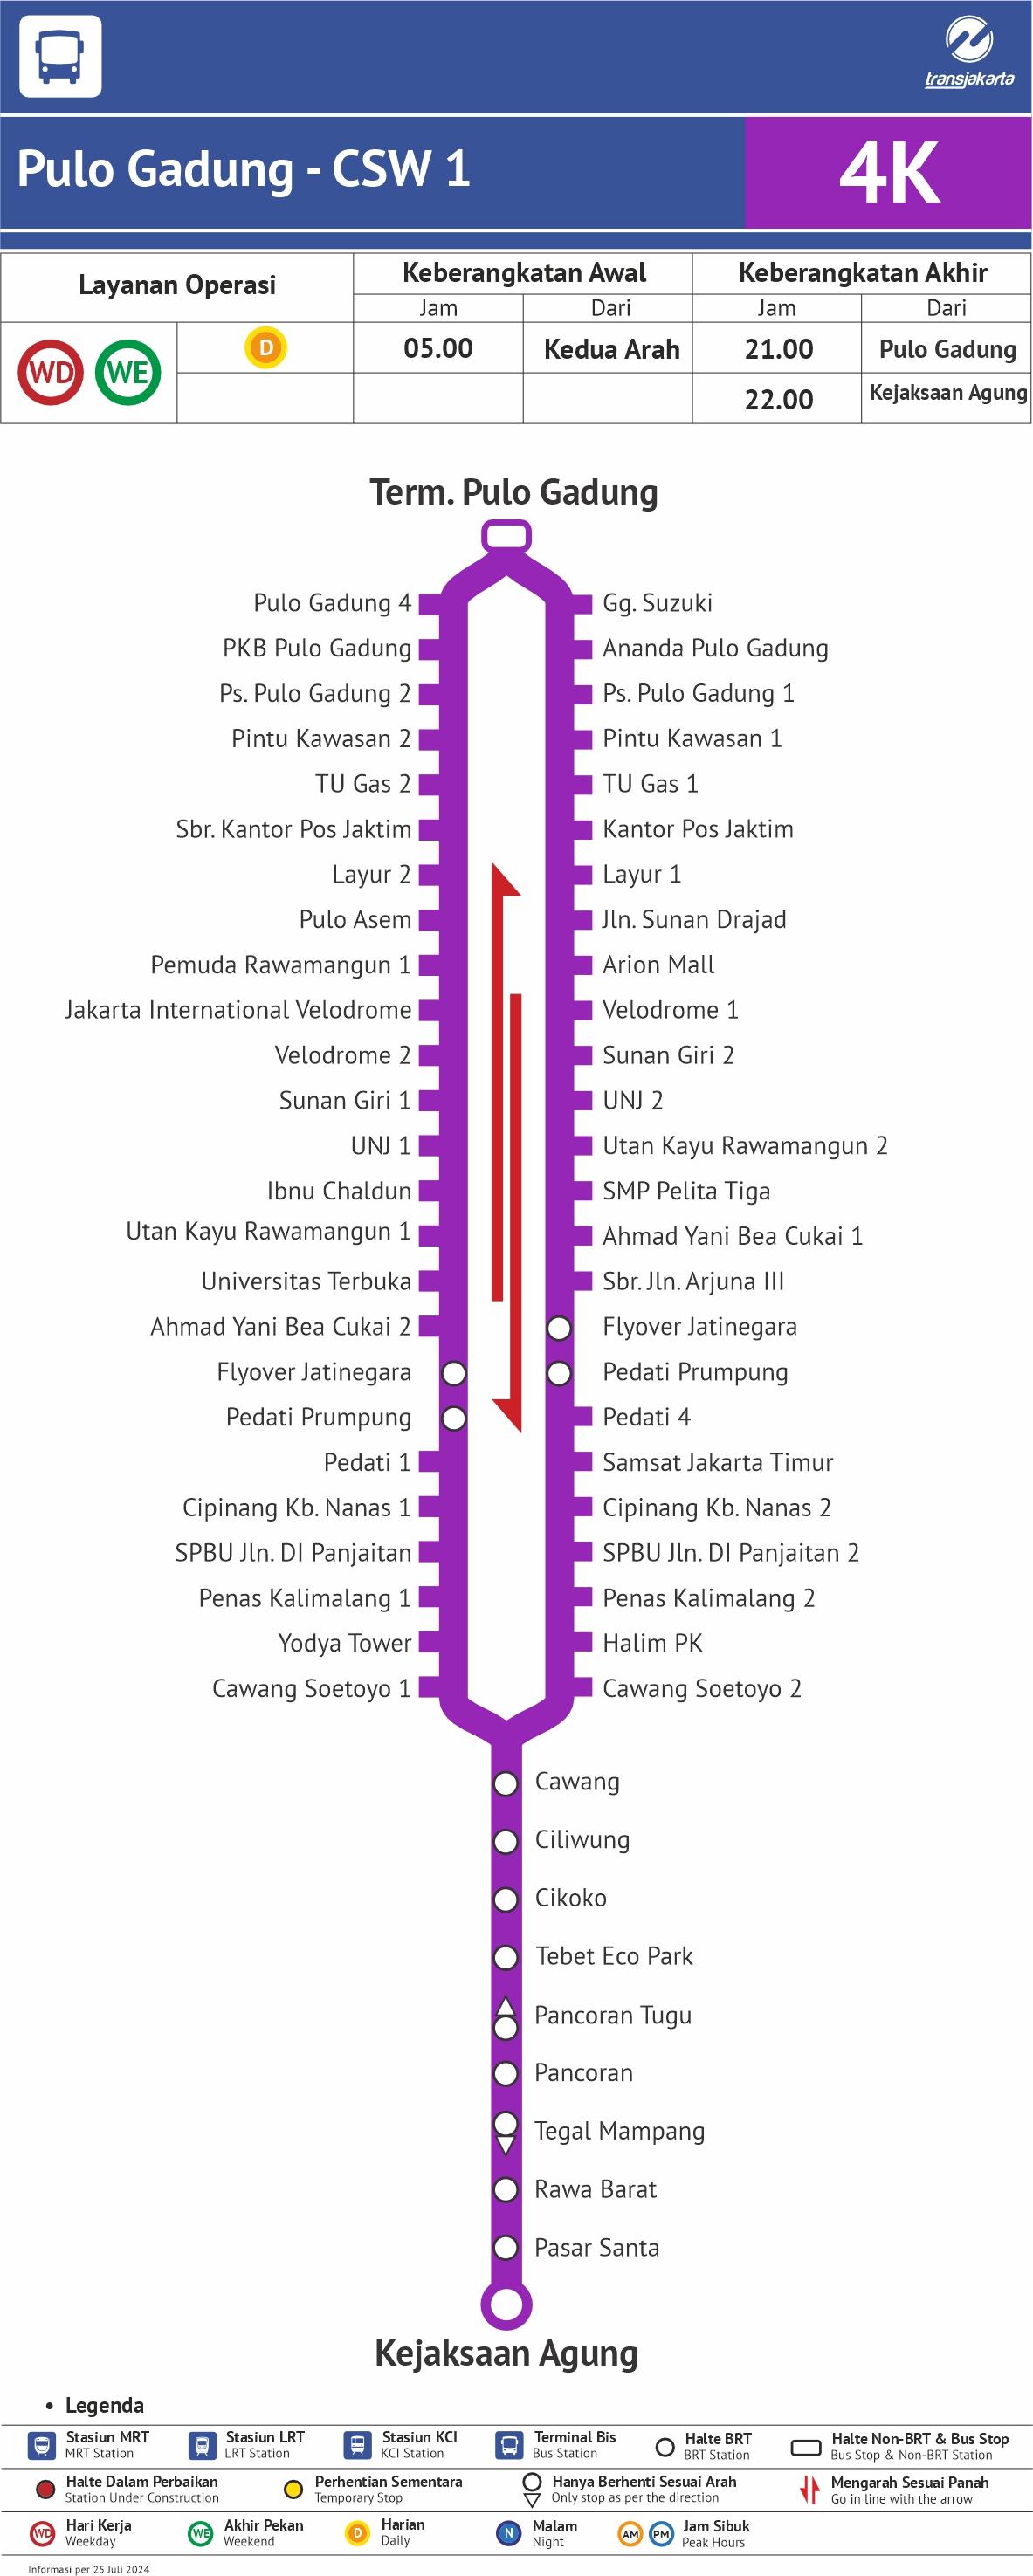 transjakarta
Pulo Gadung - CSW 1
4K
Layanan Operasi
Keberangkatan Awal
Keberangkatan Akhir
Jam
Dari
Jam
Dari
WD
WE
D
05.00
Kedua Arah
21.00
Pulo Gadung
22.00
Kejaksaan Agung
Term. Pulo Gadung
Pulo Gadung 4
Gg. Suzuki
PKB Pulo Gadung
Ananda Pulo Gadung
Ps. Pulo Gadung 2
Ps. Pulo Gadung 1
Pintu Kawasan 2
Pintu Kawasan 1
TU Gas 2
TU Gas 1
Sbr. Kantor Pos Jaktim
Kantor Pos Jaktim
Layur 2
Layur 1
Pulo Asem
Jln. Sunan Drajad
Pemuda Rawamangun 1
Arion Mall
Jakarta International Velodrome
Velodrome 1
Velodrome 2
Sunan Giri 2
Sunan Giri 1
UNJ 2
UNJ 1
Utan Kayu Rawamangun 2
Ibnu Chaldun
SMP Pelita Tiga
Utan Kayu Rawamangun 1
Ahmad Yani Bea Cukai 1
Universitas Terbuka
Sbr. Jln. Arjuna III
Ahmad Yani Bea Cukai 2
Flyover Jatinegara
Flyover Jatinegara
Pedati Prumpung
Pedati Prumpung
Pedati 4
Pedati 1
Samsat Jakarta Timur
Cipinang Kb. Nanas 1
Cipinang Kb. Nanas 2
SPBU Jln. DI Panjaitan
SPBU Jln. DI Panjaitan 2
Penas Kalimalang 1
Penas Kalimalang 2
Yodya Tower
Halim PK
Cawang Soetoyo 1
Cawang Soetoyo 2
Cawang
Ciliwung
Cikoko
Tebet Eco Park
Pancoran Tugu
Pancoran
Tegal Mampang
Rawa Barat
Pasar Santa
Kejaksaan Agung
• Legenda
Stasiun MRT
MRT Station
Stasiun LRT
LRT Station
Stasiun KCI
KCI Station
Terminal Bis
Bus Station
Halte BRT
BRT Station
Halte Non-BRT & Bus Stop
Bus Stop & Non-BRT Station
Halte Dalam Perbaikan
Station Under Construction
Perhentian Sementara
Temporary Stop
Hanya Berhenti Sesuai Arah
Only stop as per the direction
Mengarah Sesuai Panah
Go in line with the arrow
WD
Hari Kerja
Weekday
WE
Akhir Pekan
Weekend
D
Harian
Daily
N
Malam
Night
AM
PM
Jam Sibuk
Peak Hours
Informasi per 25 Juli 2024